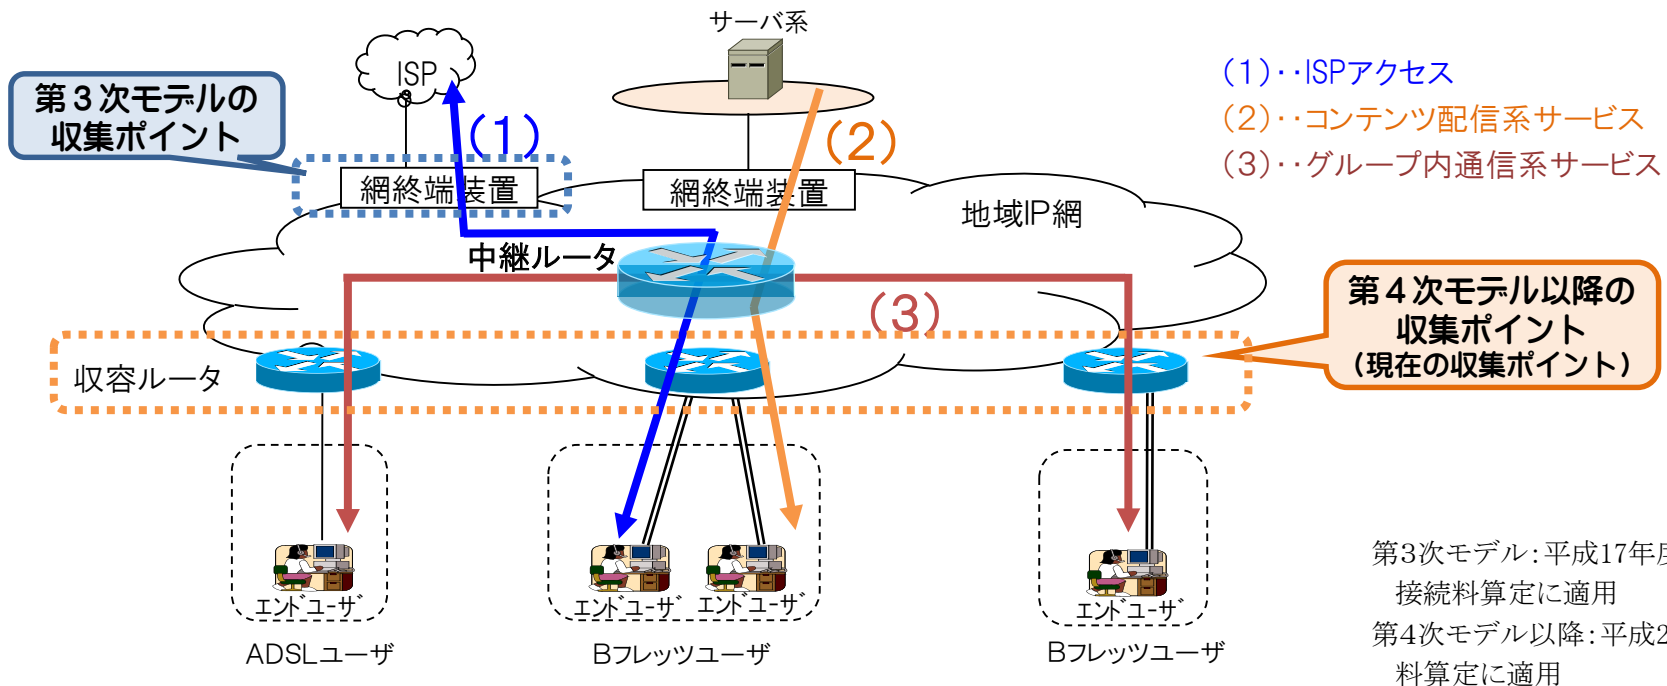 サーバ系
ISP
第３次モデルの
収集ポイント
(1)
(2)
(1)‥ISPアクセス
(2)‥コンテンツ配信系サービス
(3)‥グループ内通信系サービス
網終端装置
網終端装置
地域IP網
中継ルータ
(3)
第４次モデル以降の
収集ポイント
(現在の収集ポイント)
収容ルータ
エンドユーザ
エンドユーザ
エンドユーザ
エンドユーザ
ADSLユーザ
Bフレッツユーザ
Bフレッツユーザ
第3次モデル:平成17年度
接続料算定に適用
第4次モデル以降:平成2
料算定に適用